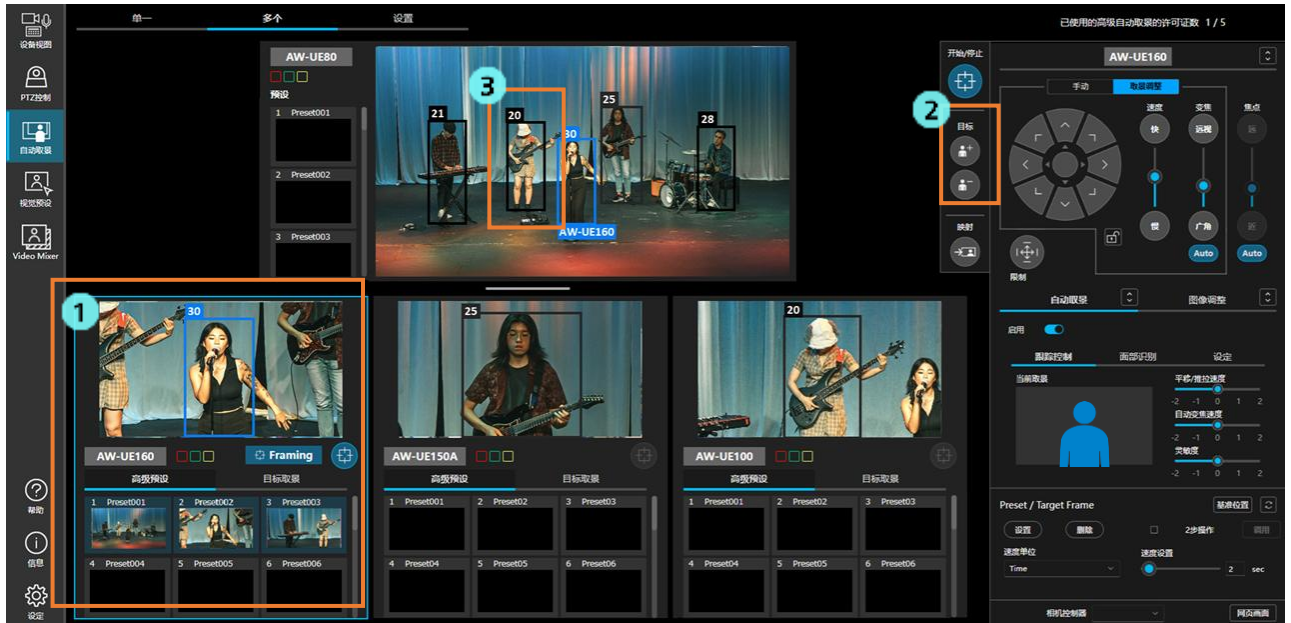 单一
多个
设置
已使用的高级自动取景的许可证数 1 / 5
设备视图
PTZ控制
自动取景
视觉预设
Video Mixer
帮助
信息
设定
AW-UE80
预设
1 Preset001
2 Preset002
3 Preset003
3
21
20
30
25
28
AW-UE160
开始/停止
2
目标
映射
AW-UE160
手动
取景调整
速度
变焦
焦点
快
远视
远
慢
广角
近
Auto
Auto
限制
自动取景
图像调整
启用
跟踪控制
面部识别
设定
当前取景
平移/推拉速度
-2 -1 0 1 2
自动变焦速度
-2 -1 0 1 2
灵敏度
-2 -1 0 1 2
Preset / Target Frame
基准位置
设置
删除
2步操作
调用
速度单位
速度设置
Time
2 sec
相机控制器
网页画面
1
30
AW-UE160
Framing
高级预设
目标取景
1 Preset001
2 Preset002
3 Preset003
4 Preset004
5 Preset005
6 Preset006
25
AW-UE150A
高级预设
目标取景
1 Preset01
2 Preset02
3 Preset03
4 Preset04
5 Preset05
6 Preset06
20
AW-UE100
高级预设
目标取景
1 Preset01
2 Preset02
3 Preset03
4 Preset04
5 Preset05
6 Preset06